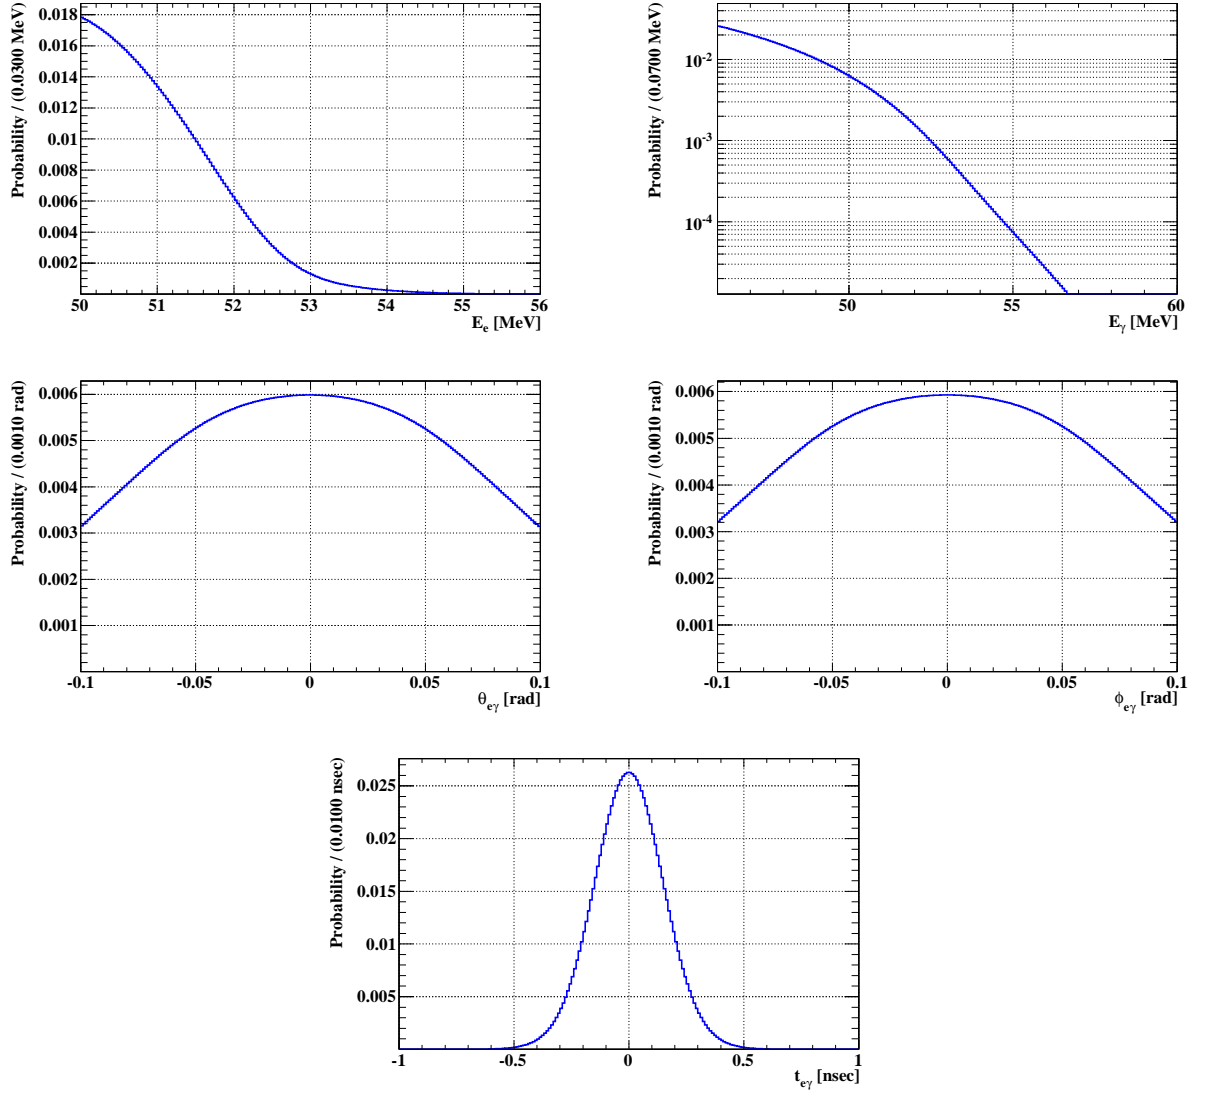 Probability / (0.0300 MeV)
0.018
0.016
0.014
0.012
0.01
0.008
0.006
0.004
0.002
50 51 52 53 54 55 56
E_e [MeV]
Probability / (0.0700 MeV)
10^-2
10^-3
10^-4
50 55 60
E_γ [MeV]
Probability / (0.0010 rad)
0.006
0.005
0.004
0.003
0.002
0.001
-0.1 -0.05 0 0.05 0.1
θ_eγ [rad]
Probability / (0.0010 rad)
0.006
0.005
0.004
0.003
0.002
0.001
-0.1 -0.05 0 0.05 0.1
ϕ_eγ [rad]
Probability / (0.0100 nsec)
0.025
0.02
0.015
0.01
0.005
-1 -0.5 0 0.5 1
t_eγ [nsec]